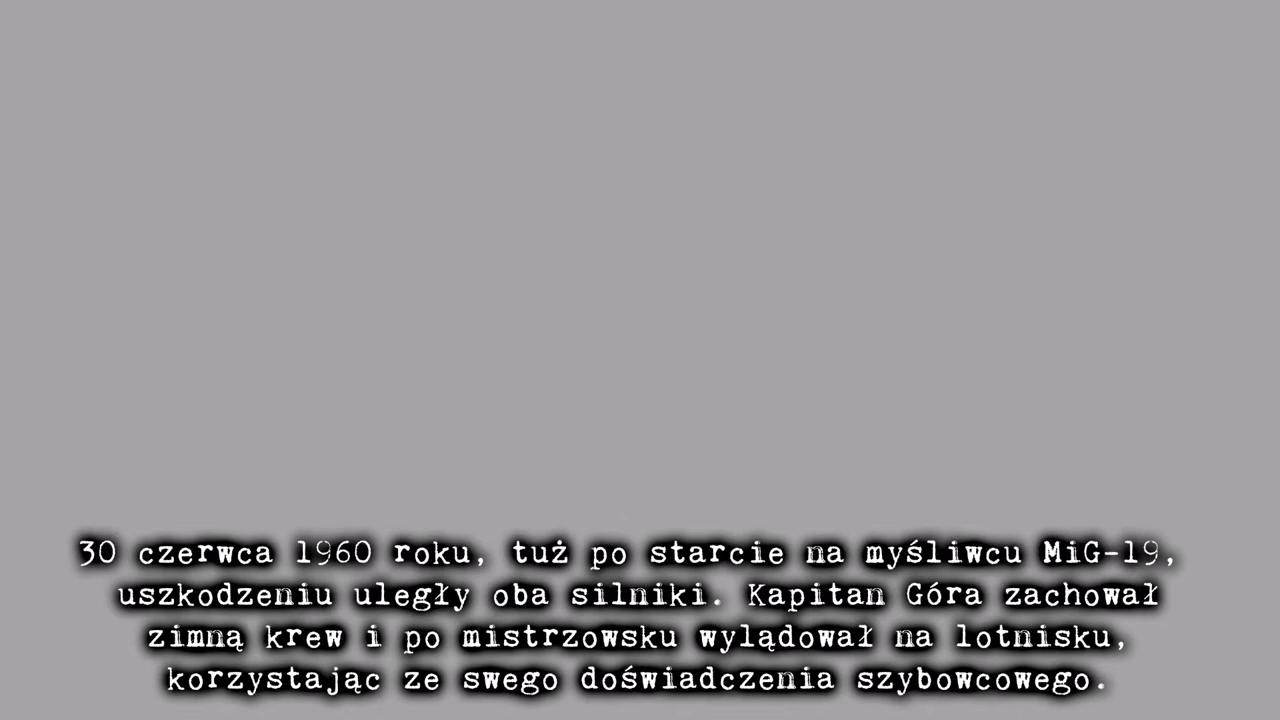 30 czerwca 1960 roku, tuż po starcie na myśliwcu MiG-19,
uszkodzeniu uległy oba silniki. Kapitan Góra zachował
zimną krew i po mistrzowsku wylądował na lotnisku,
korzystając ze swego doświadczenia szybowcowego.